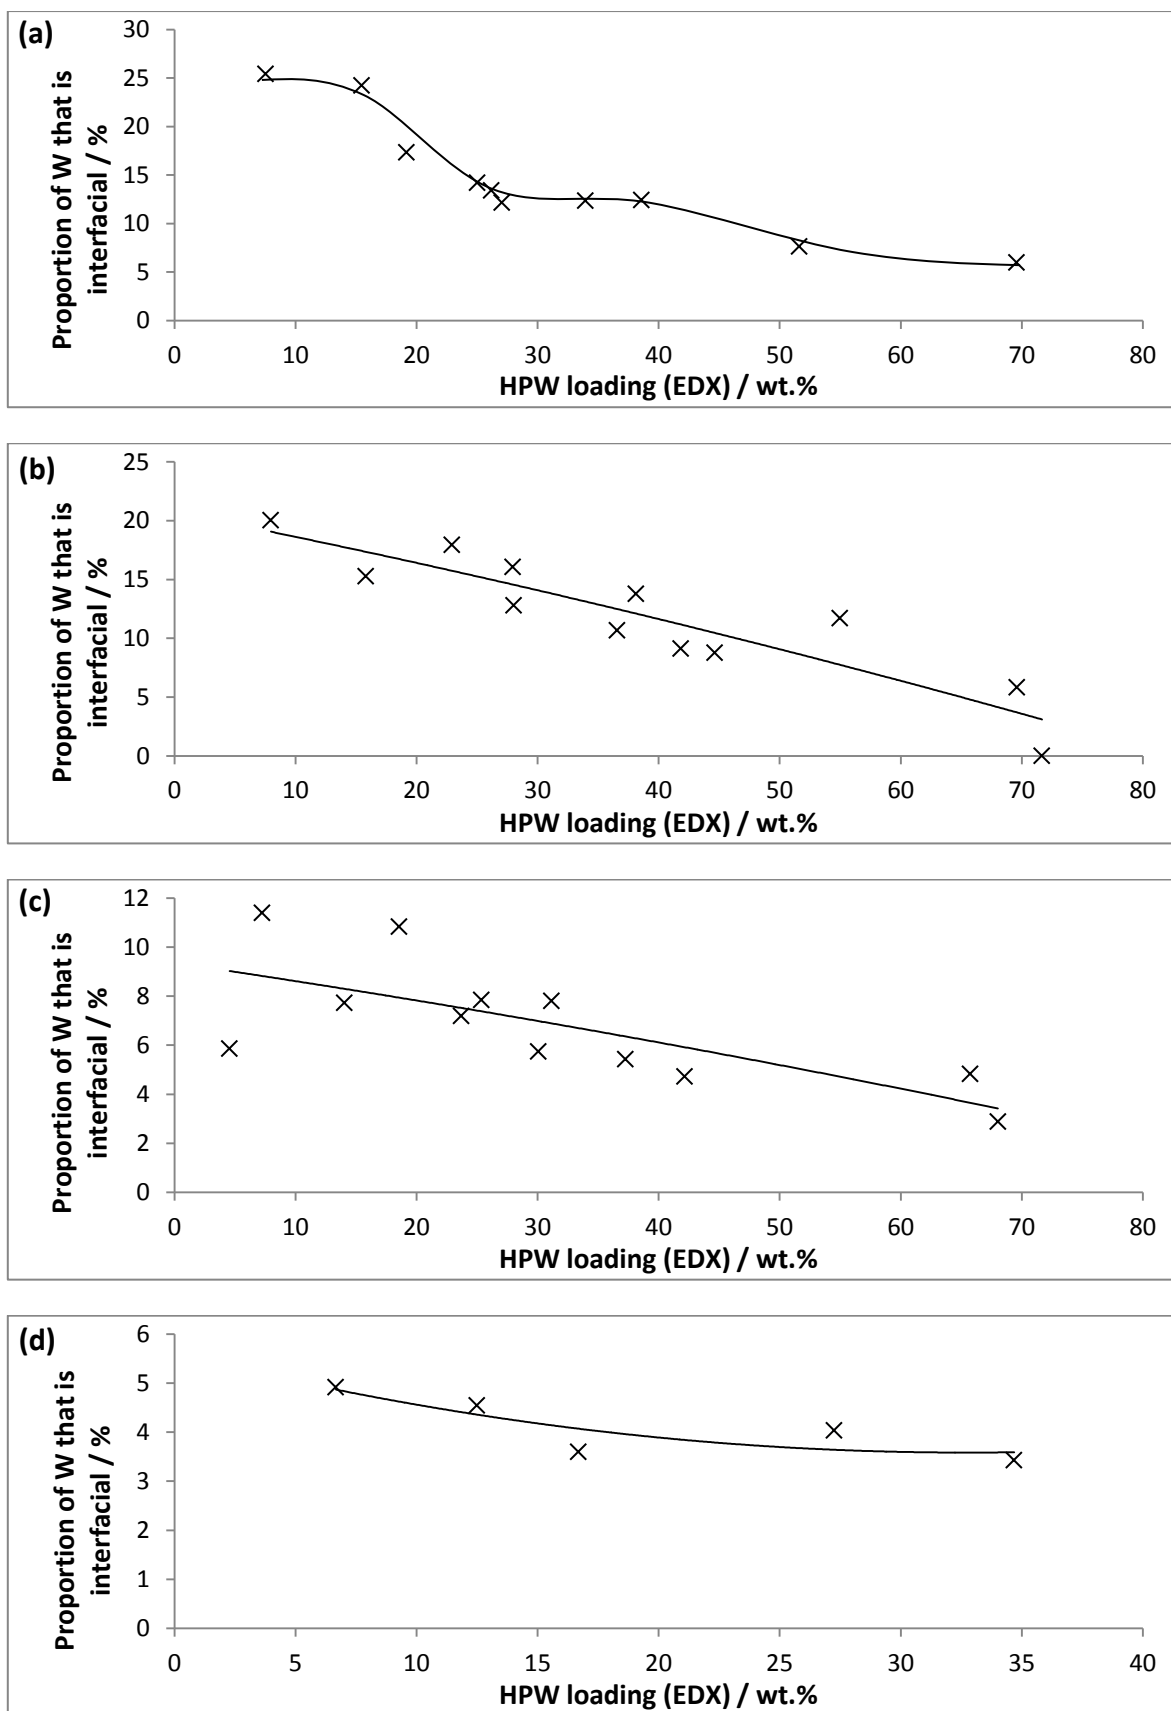 (a)
Proportion of W that is
interfacial / %
30
25
20
15
10
5
0
0 10 20 30 40 50 60 70 80
HPW loading (EDX) / wt.%
(b)
Proportion of W that is
interfacial / %
25
20
15
10
5
0
0 10 20 30 40 50 60 70 80
HPW loading (EDX) / wt.%
(c)
Proportion of W that is
interfacial / %
12
10
8
6
4
2
0
0 10 20 30 40 50 60 70 80
HPW loading (EDX) / wt.%
(d)
Proportion of W that is
interfacial / %
6
5
4
3
2
1
0
0 5 10 15 20 25 30 35 40
HPW loading (EDX) / wt.%